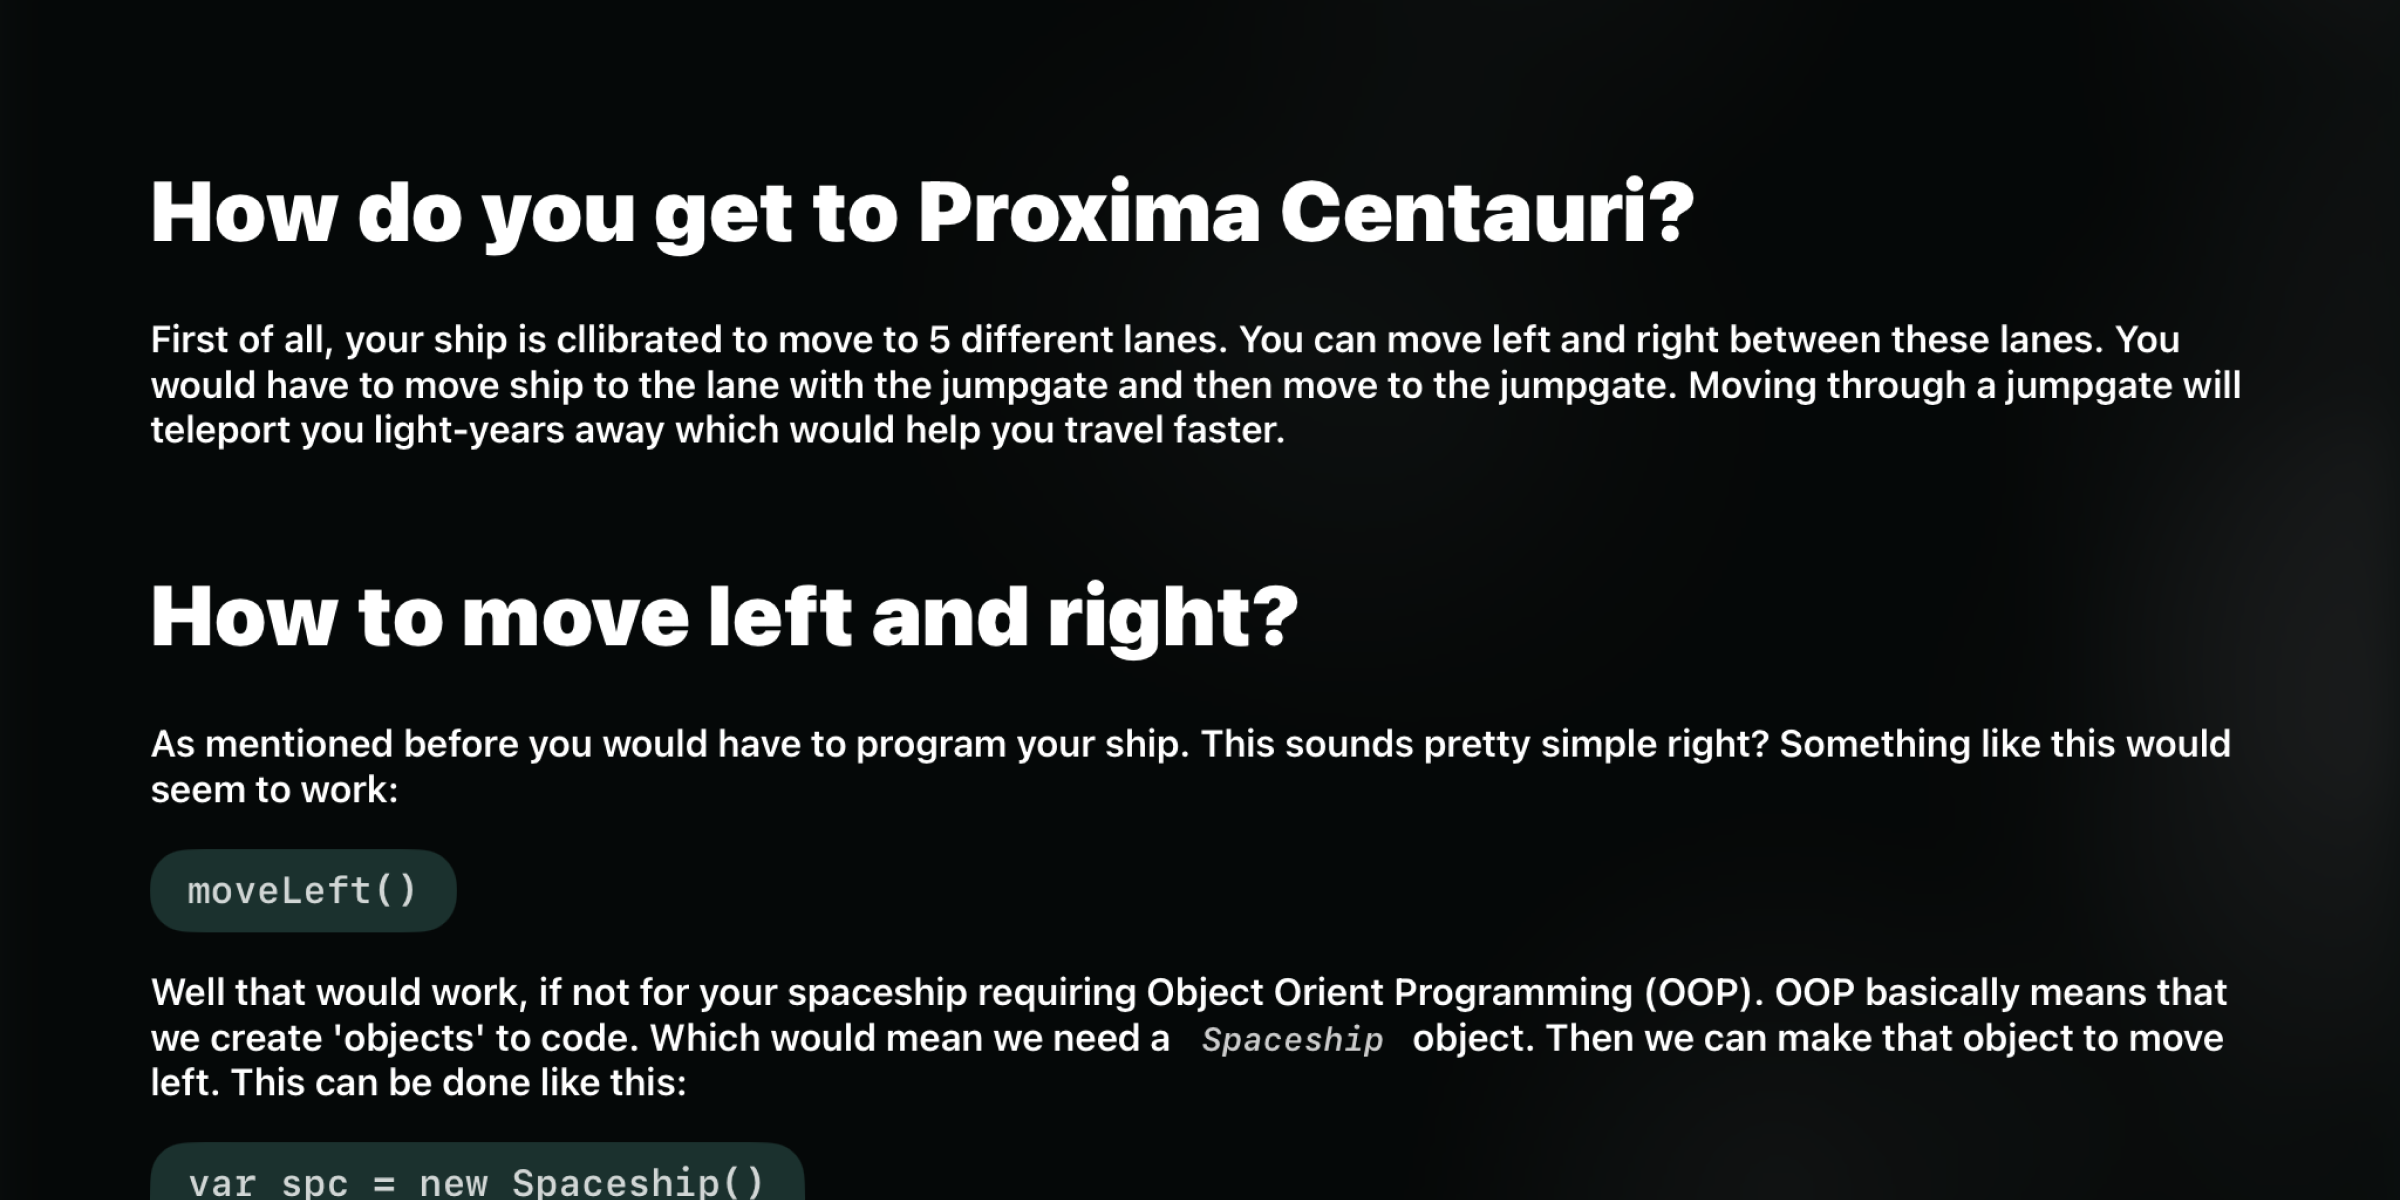 How do you get to Proxima Centauri?
First of all, your ship is cllibrated to move to 5 different lanes. You can move left and right between these lanes. You
would have to move ship to the lane with the jumpgate and then move to the jumpgate. Moving through a jumpgate will
teleport you light-years away which would help you travel faster.
How to move left and right?
As mentioned before you would have to program your ship. This sounds pretty simple right? Something like this would
seem to work:
moveLeft()
Well that would work, if not for your spaceship requiring Object Orient Programming (OOP). OOP basically means that
we create 'objects' to code. Which would mean we need a Spaceship object. Then we can make that object to move
left. This can be done like this:
var spc = new Spaceship()